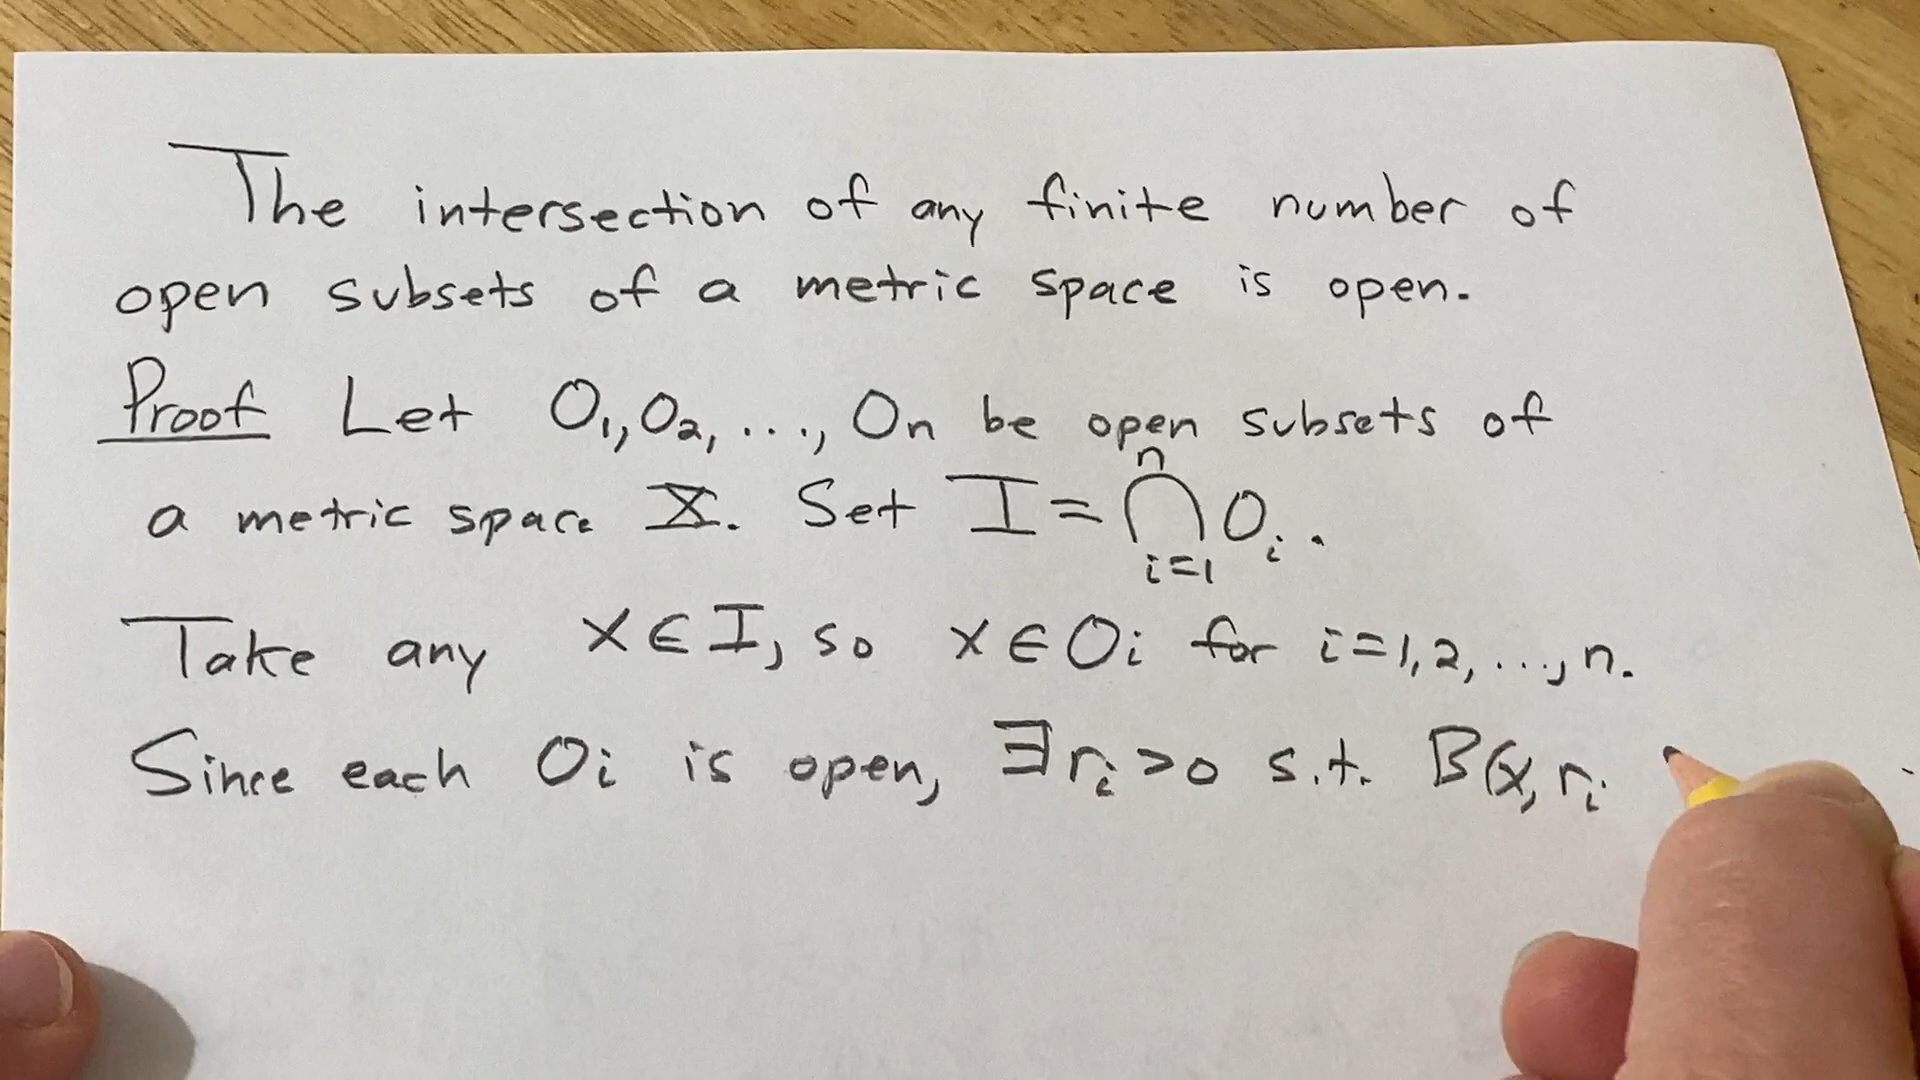 The intersection of any finite number of
open subsets of a metric space is open.
Proof Let O₁, O₂, ..., On be open subsets of
a metric space X. Set I = ⋂ⁿᵢ₌₁ Oᵢ.
Take any x ∈ I, so x ∈ Oᵢ for i=1,2,...,n.
Since each Oᵢ is open, ∃ rᵢ > 0 s.t. B(x, rᵢ